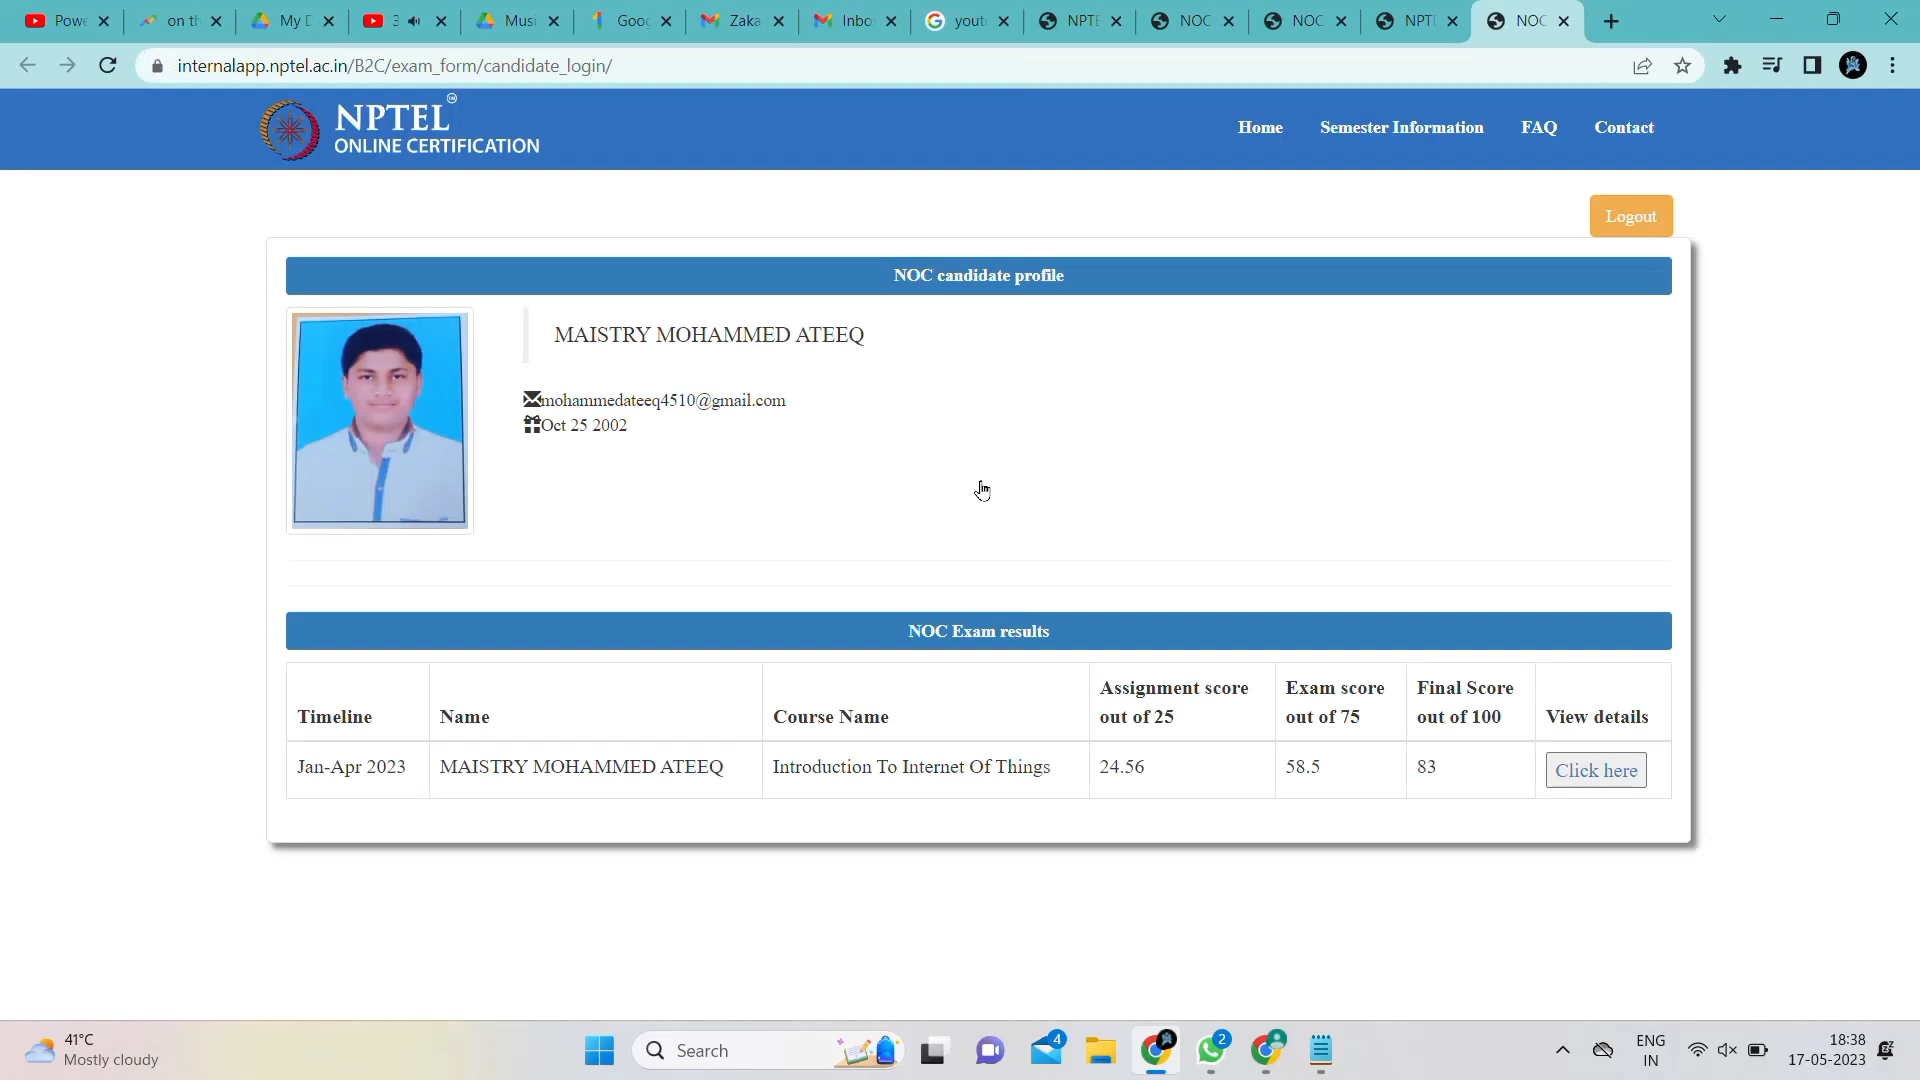 Powe
on th
My D
3
Musi
Goog
Zaka
Inbo
yout
NPTE
NOC
NOC
NPTE
NOC
internalapp.nptel.ac.in/B2C/exam_form/candidate_login/
NPTEL
ONLINE CERTIFICATION
Home
Semester Information
FAQ
Contact
Logout
NOC candidate profile
MAISTRY MOHAMMED ATEEQ
mohammedateeq4510@gmail.com
Oct 25 2002
NOC Exam results
Timeline
Name
Course Name
Assignment score
out of 25
Exam score
out of 75
Final Score
out of 100
View details
Jan-Apr 2023
MAISTRY MOHAMMED ATEEQ
Introduction To Internet Of Things
24.56
58.5
83
Click here
41°C
Mostly cloudy
Search
4
2
ENG
IN
18:38
17-05-2023